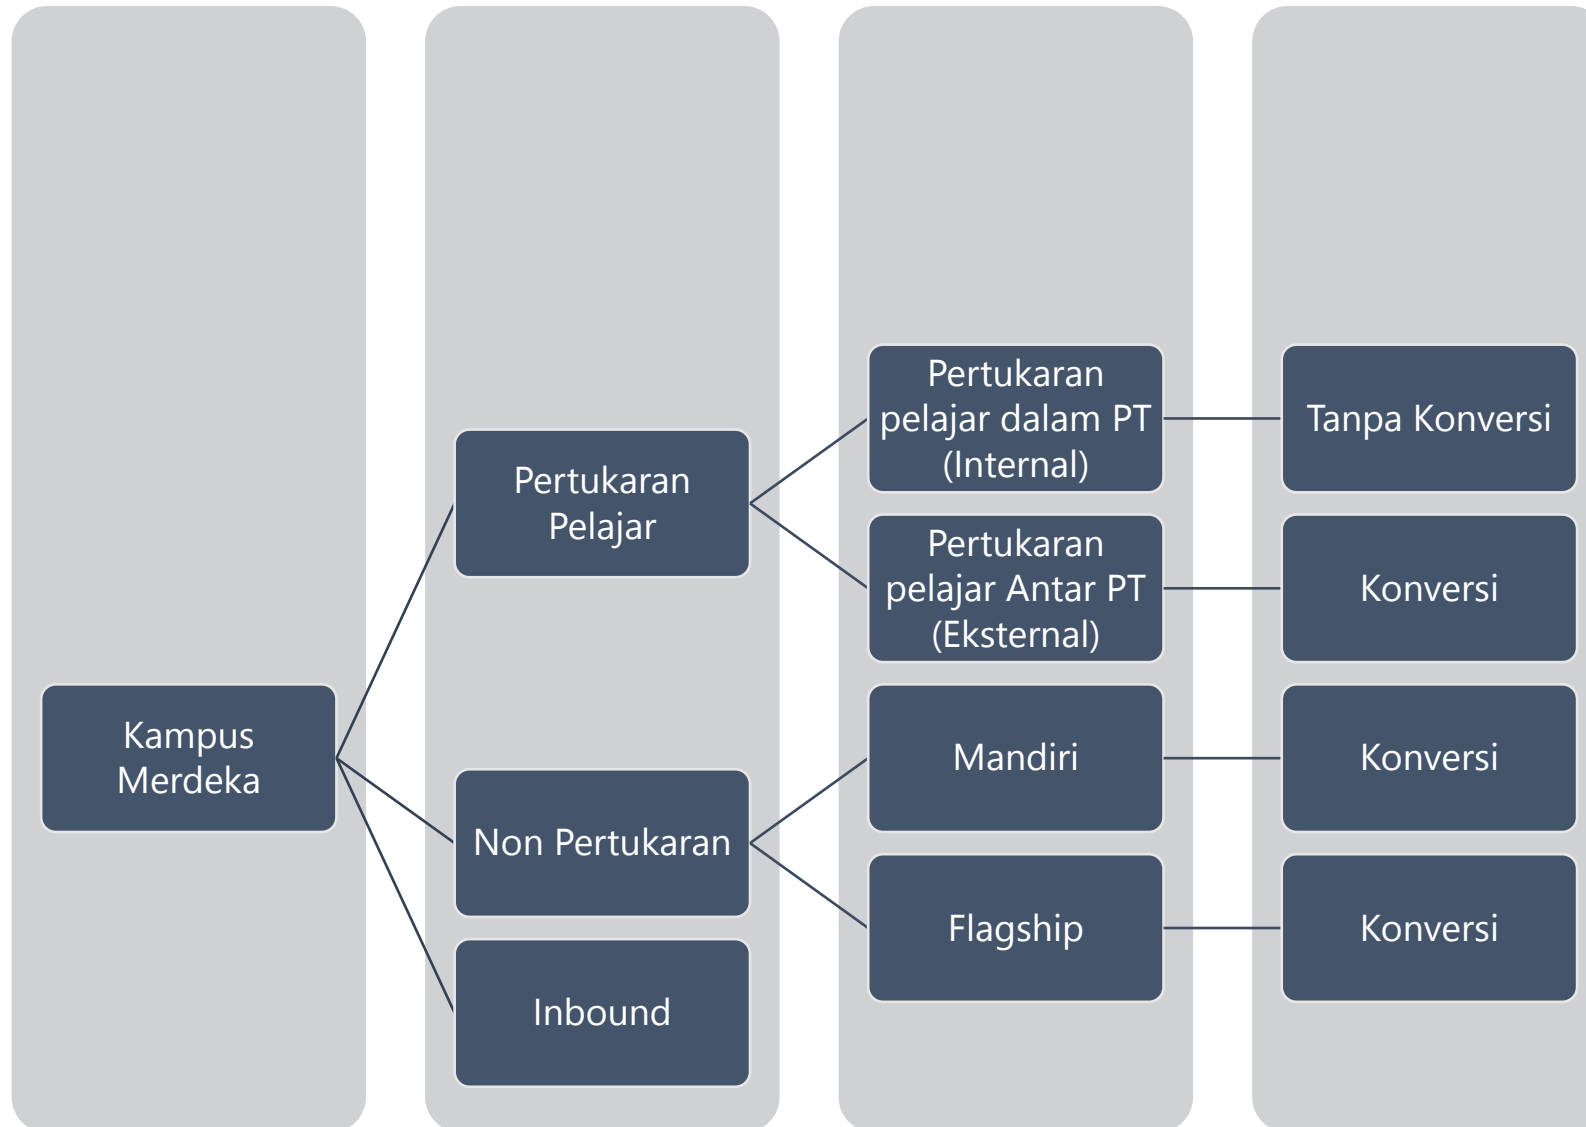 Kampus
Merdeka
Pertukaran
Pelajar
Non Pertukaran
Inbound
Pertukaran
pelajar dalam PT
(Internal)
Pertukaran
pelajar Antar PT
(Eksternal)
Mandiri
Flagship
Tanpa Konversi
Konversi
Konversi
Konversi